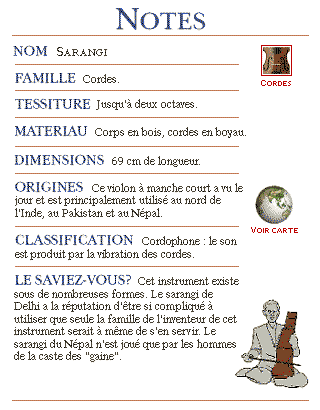 NOTES
NOM SARANGI
CORDES
FAMILLE Cordes.
TESSITURE Jusqu'à deux octaves.
MATERIAU Corps en bois, cordes en boyau.
DIMENSIONS 69 cm de longueur.
ORIGINES Ce violon à manche court a vu le
jour et est principalement utilisé au nord de
l'Inde, au Pakistan et au Népal.
VOIR CARTE
CLASSIFICATION Cordophone : le son
est produit par la vibration des cordes.
LE SAVIEZ-VOUS? Cet instrument existe
sous de nombreuses formes. Le sarangi de
Delhi a la réputation d'être si compliqué à
utiliser que seule la famille de l'inventeur de cet
instrument serait à même de s'en servir. Le
sarangi du Népal n'est joué que par les hommes
de la caste des "gaine".